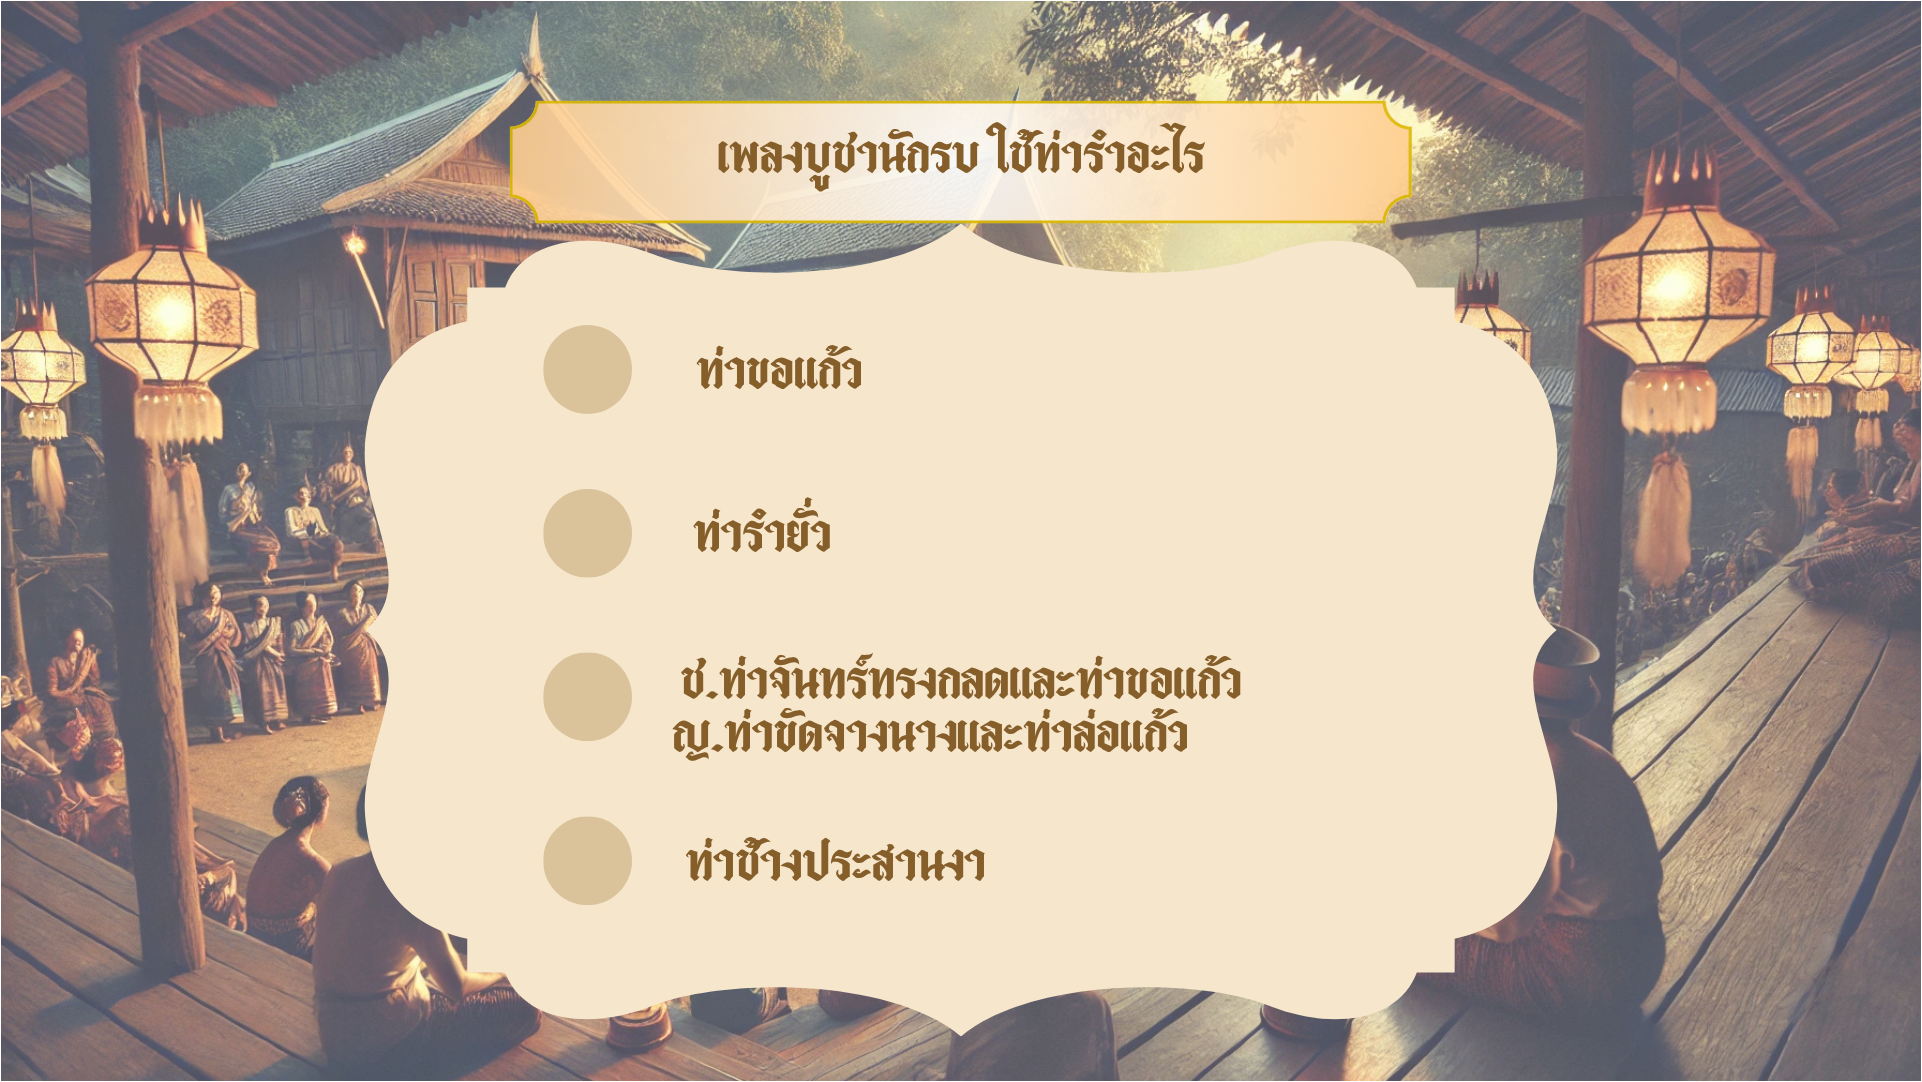 เพลงบูชานักรบ ใช้ท่ารำอะไร
ท่าขอแก้ว
ท่ารำยั่ว
ช.ท่าจันทร์ทรงกลดและท่าขอแก้ว
ญ.ท่าขัดจางนางและท่าล่อแก้ว
ท่าช้างประสานงา